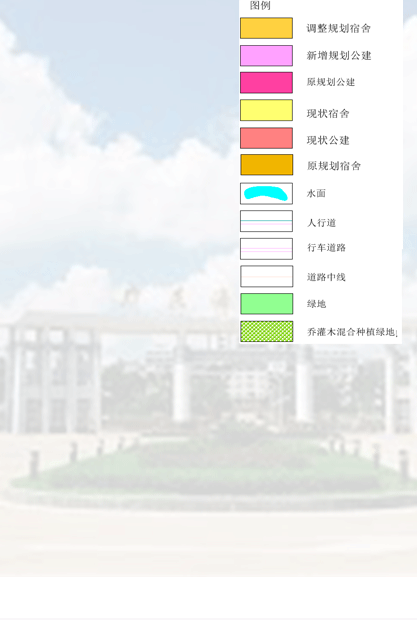 图例
调整规划宿舍
新增规划公建
原规划公建
现状宿舍
现状公建
原规划宿舍
水面
人行道
行车道路
道路中线
绿地
乔灌木混合种植绿地